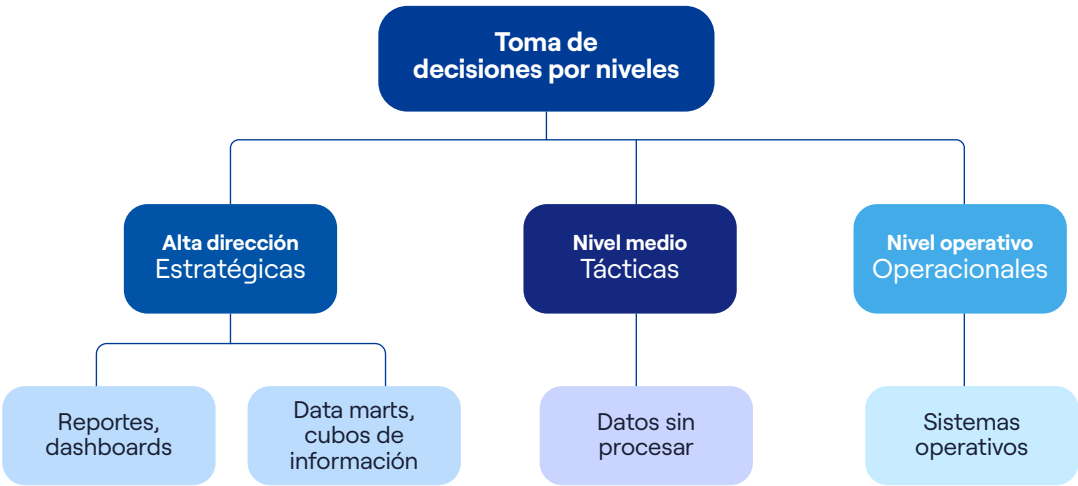 Toma de
decisiones por niveles
Alta dirección
Estratégicas
Nivel medio
Tácticas
Nivel operativo
Operacionales
Reportes,
dashboards
Data marts,
cubos de
información
Datos sin
procesar
Sistemas
operativos